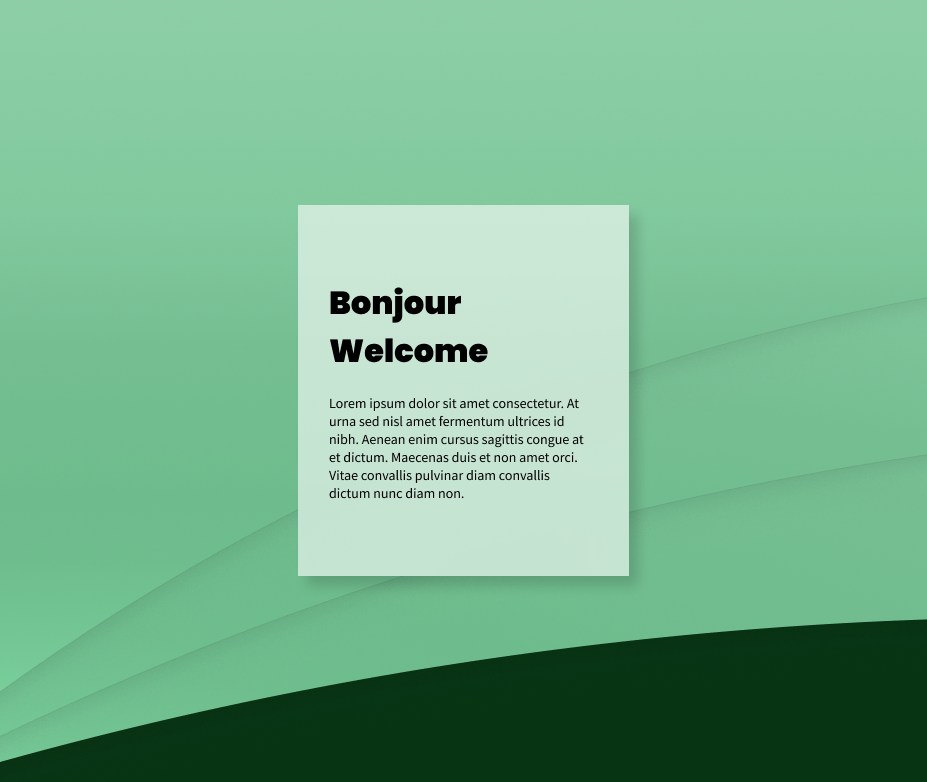 Bonjour
Welcome
Lorem ipsum dolor sit amet consectetur. At
urna sed nisl amet fermentum ultrices id
nibh. Aenean enim cursus sagittis congue at
et dictum. Maecenas duis et non amet orci.
Vitae convallis pulvinar diam convallis
dictum nunc diam non.